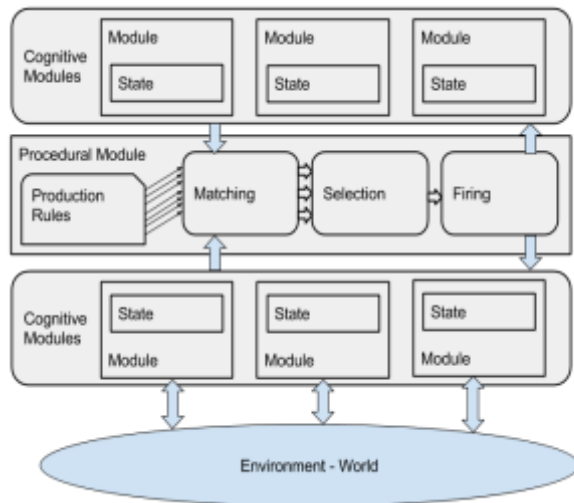 Cognitive
Modules
Module
State
Module
State
Module
State
Procedural Module
Production
Rules
Matching
Selection
Firing
Cognitive
Modules
State
Module
State
Module
State
Module
Environment - World